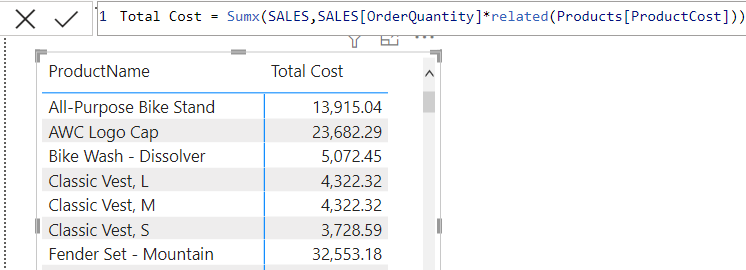 1 Total Cost = Sumx(SALES,SALES[OrderQuantity]*related(Products[ProductCost]))
ProductName Total Cost
All-Purpose Bike Stand 13,915.04
AWC Logo Cap 23,682.29
Bike Wash - Dissolver 5,072.45
Classic Vest, L 4,322.32
Classic Vest, M 4,322.32
Classic Vest, S 3,728.59
Fender Set - Mountain 32,553.18